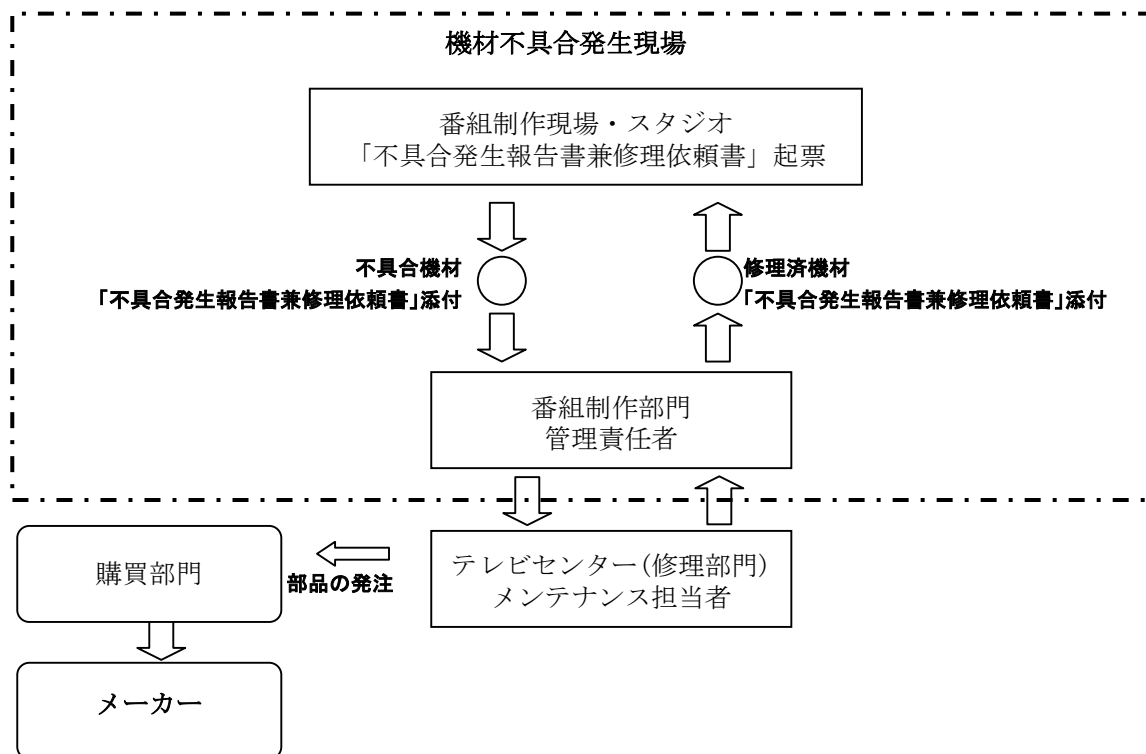 機材不具合発生現場
番組制作現場・スタジオ
「不具合発生報告書兼修理依頼書」起票
不具合機材
「不具合発生報告書兼修理依頼書」添付
修理済機材
「不具合発生報告書兼修理依頼書」添付
番組制作部門
管理責任者
テレビセンター(修理部門)
メンテナンス担当者
部品の発注
購買部門
メーカー